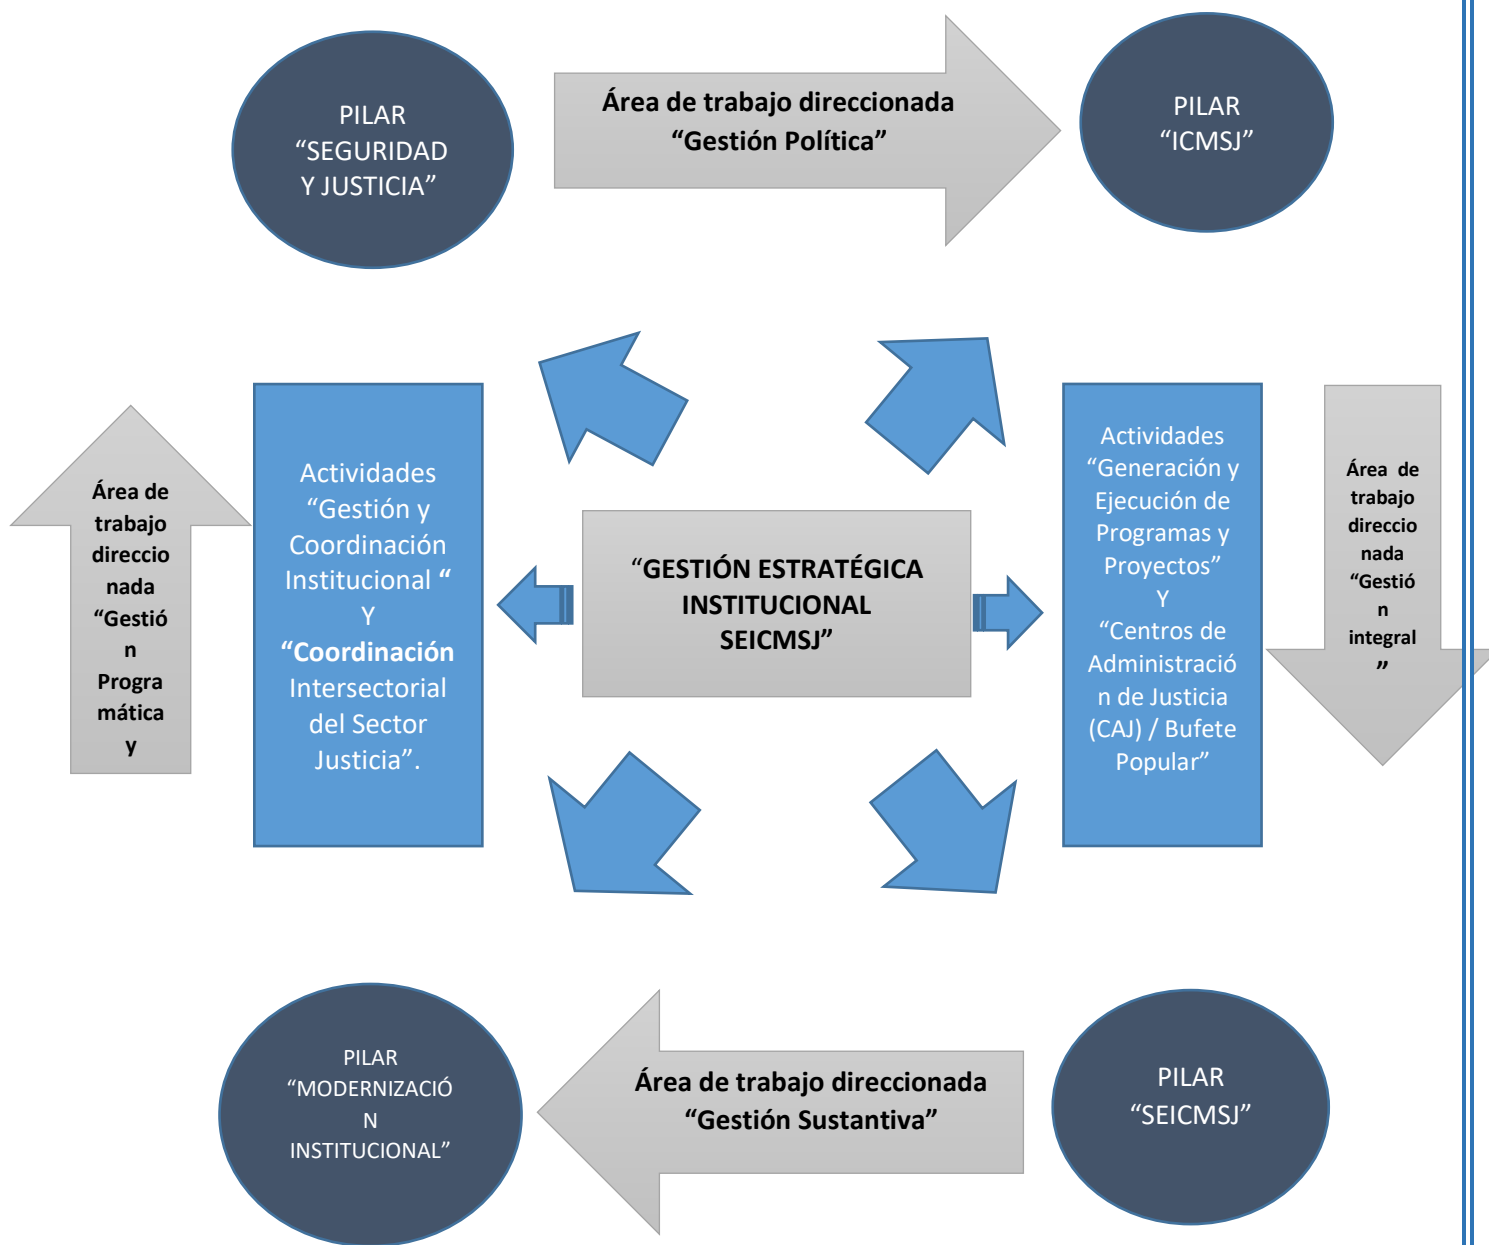 PILAR
“SEGURIDAD
Y JUSTICIA”
Área de trabajo direccionada
“Gestión Política”
PILAR
“ICMSJ”
Área de
trabajo
direccio
nada
“Gestió
n
Progra
mática
y
Actividades
“Gestión y
Coordinación
Institucional “
Y
“Coordinación
Intersectorial
del Sector
Justicia”.
“GESTIÓN ESTRATÉGICA
INSTITUCIONAL
SEICMSJ”
Actividades
“Generación y
Ejecución de
Programas y
Proyectos”
Y
“Centros de
Administració
n de Justicia
(CAJ) / Bufete
Popular”
Área de
trabajo
direccio
nada
“Gestió
n
integral
”
PILAR
“MODERNIZACIÓ
N
INSTITUCIONAL”
Área de trabajo direccionada
“Gestión Sustantiva”
PILAR
“SEICMSJ”